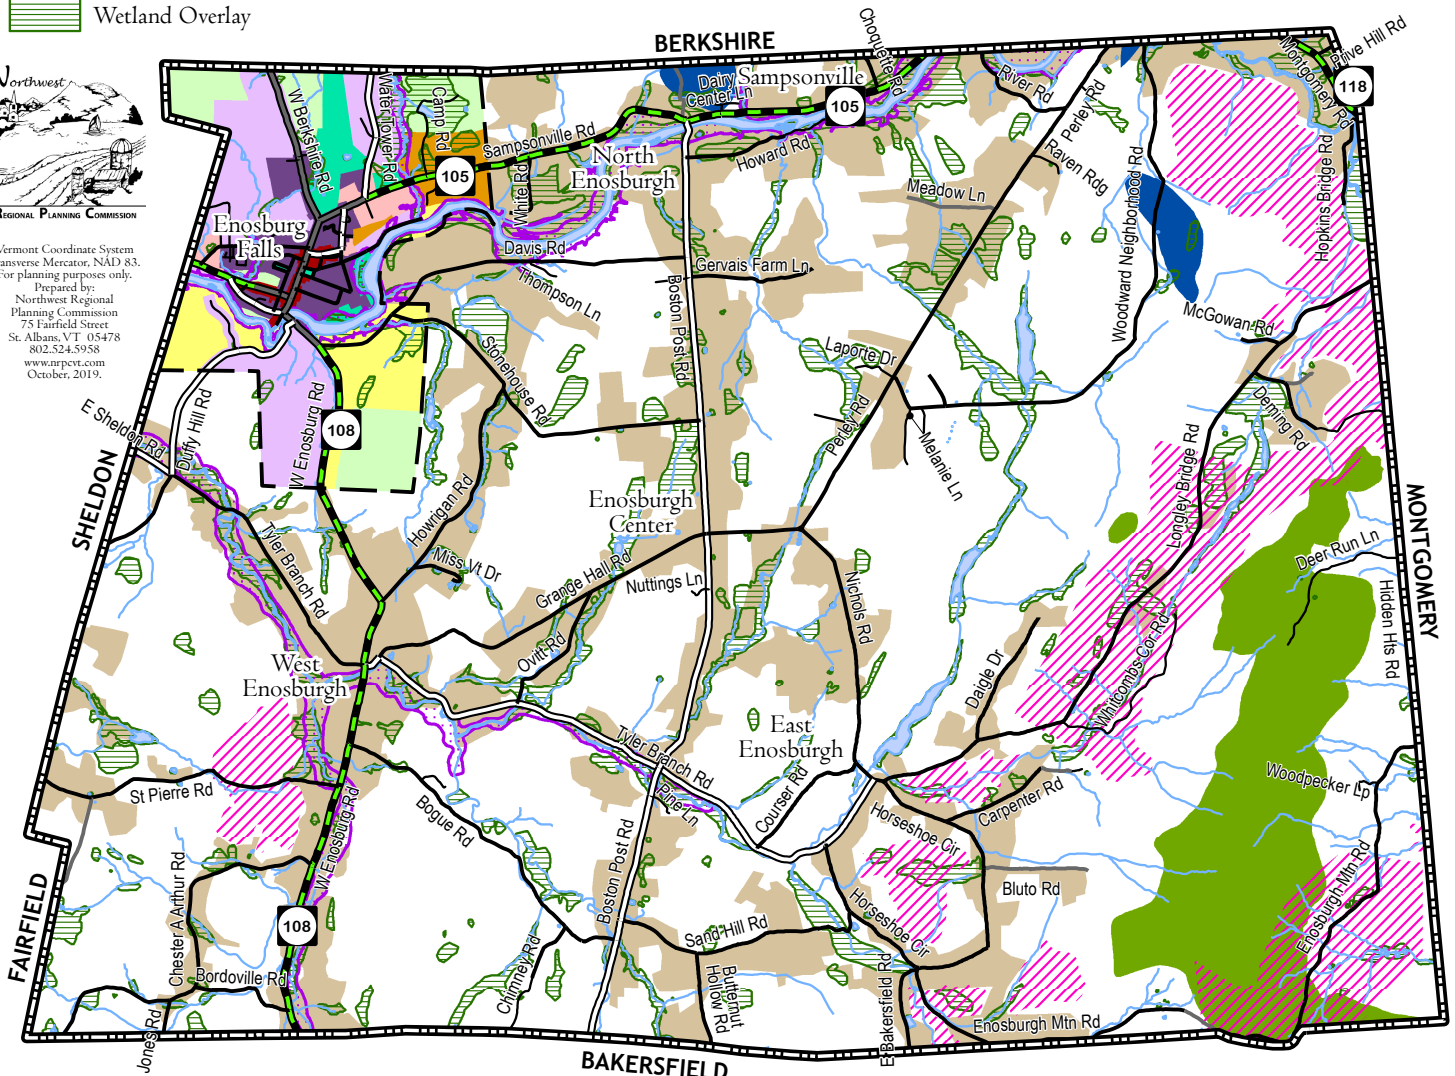 Wetland Overlay
Northwest
REGIONAL PLANNING COMMISSION
Vermont Coordinate System
Transverse Mercator, NAD 83.
For planning purposes only.
Prepared by:
Northwest Regional
Planning Commission
75 Fairfield Street
St. Albans, VT 05478
802.524.5958
www.nrpcvt.com
October, 2019.
BERKSHIRE
Choquette Rd
Prive Hill Rd
Montgomery Rd
118
Sampsonville
Dairy
Center Ln
105
River Rd
Perley Rd
W Berkshire Rd
Water Tower Rd
Camp Rd
Sampsonville Rd
105
North
Enosburgh
Howard Rd
Raven Rdg
Meadow Ln
Woodward Neighborhood Rd
Hopkins Bridge Rd
White Rd
Enosburg
Falls
Davis Rd
Thompson Ln
Gervais Farm Ln
Boston Post Rd
McGowan Rd
Laporte Dr
Stonehouse Rd
Perley Rd
Deming Rd
Melanie Ln
Longley Bridge Rd
E Sheldon Rd
Duffy Hill Rd
W Enosburg Rd
108
SHELDON
Howrigan Rd
Enosburgh
Center
MONTGOMERY
Tyler Branch Rd
Miss Vt Dr
Grange Hall Rd
Nuttings Ln
Nichols Rd
Deer Run Ln
Hidden Hts Rd
Ovitt Rd
West
Enosburgh
Daigle Dr
Whitcombs Cor Rd
East
Enosburgh
Tyler Branch Rd
Pine Ln
Courser Rd
Woodpecker Lp
St Pierre Rd
W Enosburg Rd
Bogue Rd
Horseshoe Cir
Carpenter Rd
Enosburgh Mtn Rd
Chester A Arthur Rd
Boston Post Rd
Bluto Rd
FAIRFIELD
108
Horseshoe Cir
Sand Hill Rd
Chimney Rd
Bordoville Rd
Butternut
Hollow Rd
E Bakersfield Rd
Enosburgh Mtn Rd
Jones Rd
BAKERSFIELD